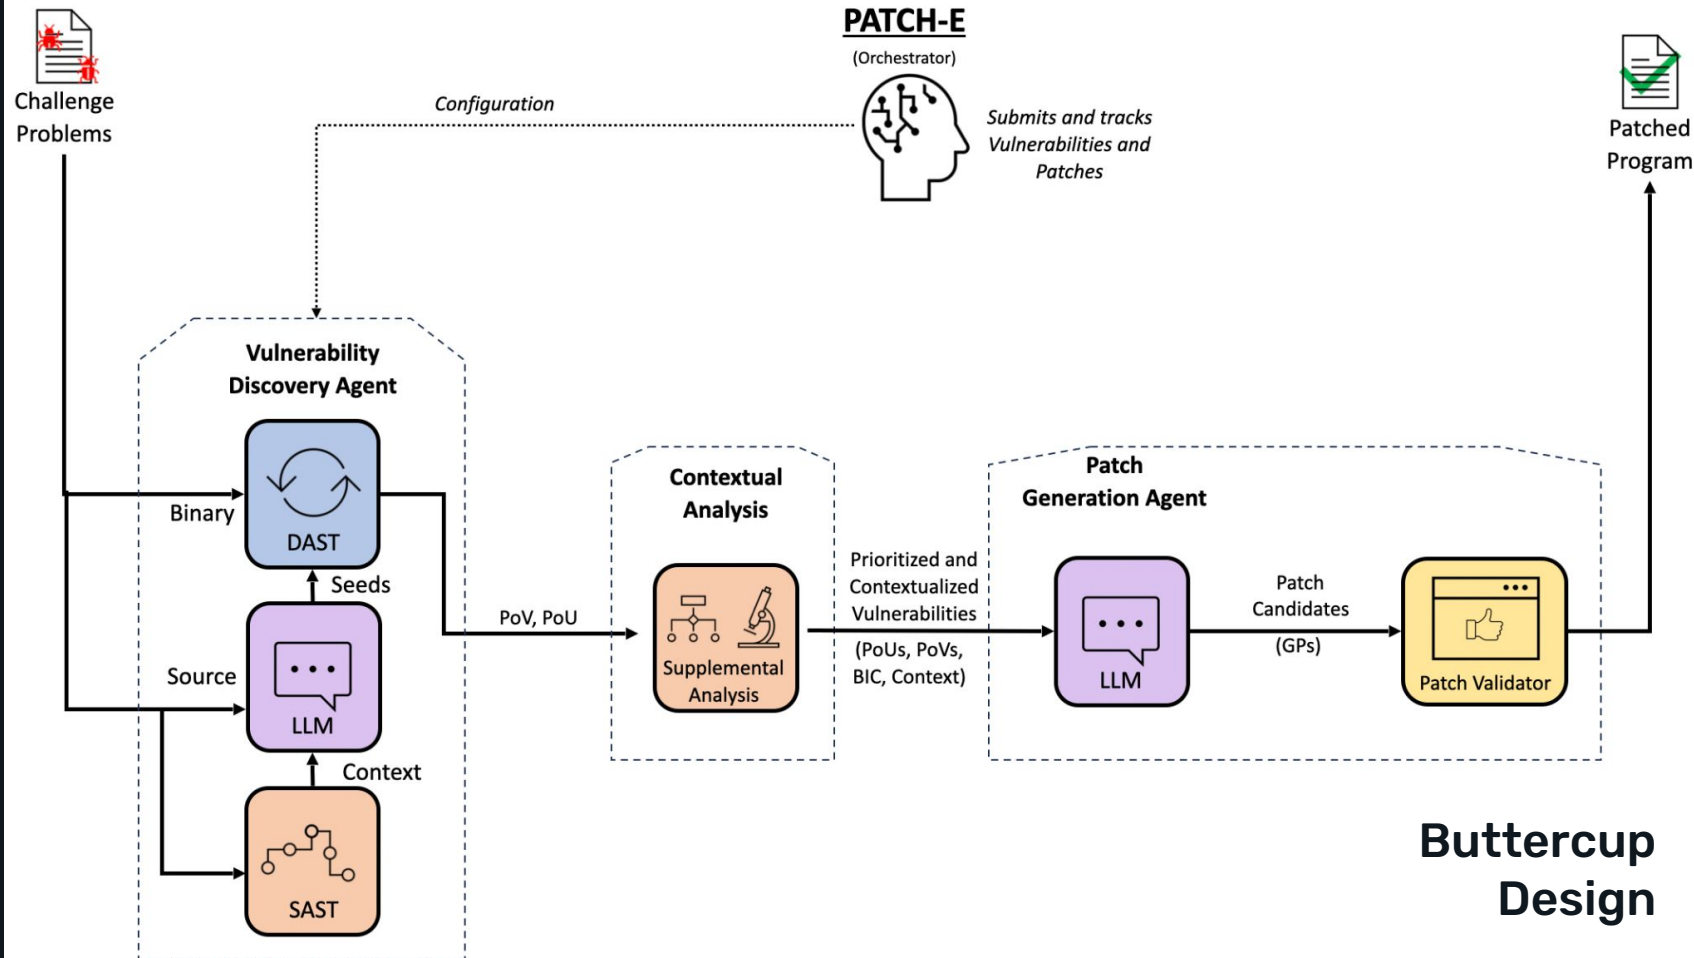 PATCH-E
(Orchestrator)
Submits and tracks
Vulnerabilities and
Patches
Configuration
Challenge
Problems
Patched
Program
Vulnerability
Discovery Agent
Binary
DAST
Seeds
Source
LLM
Context
SAST
PoV, PoU
Contextual
Analysis
Supplemental
Analysis
Prioritized and
Contextualized
Vulnerabilities
(PoUs, PoVs,
BIC, Context)
Patch
Generation Agent
LLM
Patch
Candidates
(GPs)
Patch Validator
Buttercup
Design